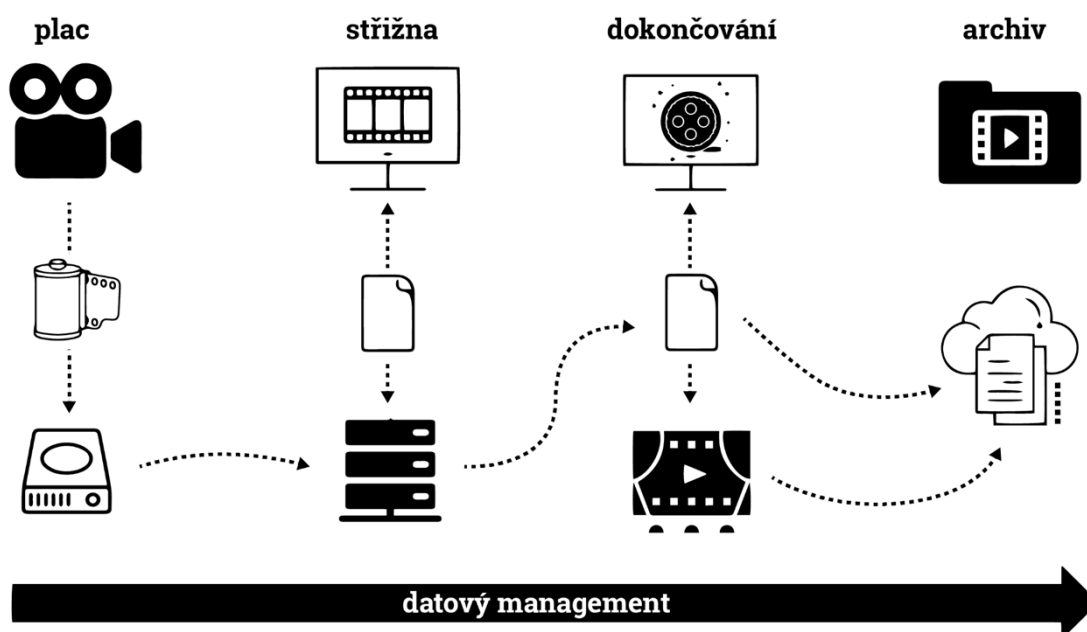 plac
střižna
dokončování
archiv
datový management